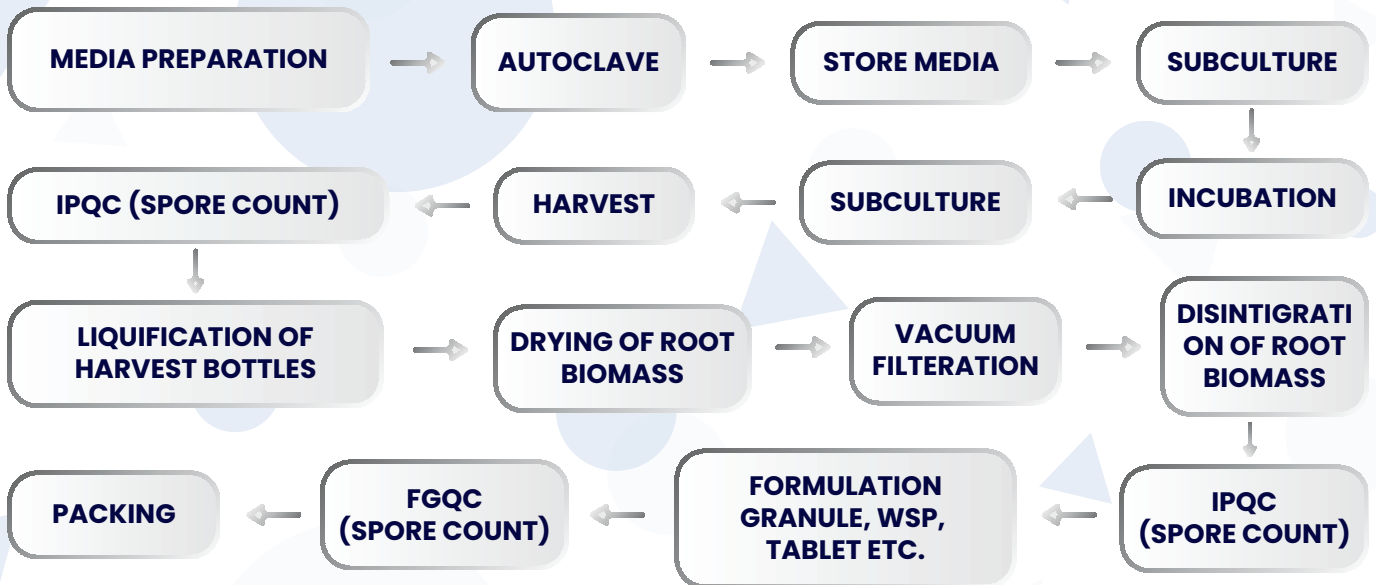 MEDIA PREPARATION
AUTOCLAVE
STORE MEDIA
SUBCULTURE
INCUBATION
SUBCULTURE
HARVEST
IPQC (SPORE COUNT)
LIQUIFICATION OF
HARVEST BOTTLES
DRYING OF ROOT
BIOMASS
VACUUM
FILTERATION
DISINTIGRATI
ON OF ROOT
BIOMASS
IPQC
(SPORE COUNT)
FORMULATION
GRANULE, WSP,
TABLET ETC.
FGQC
(SPORE COUNT)
PACKING